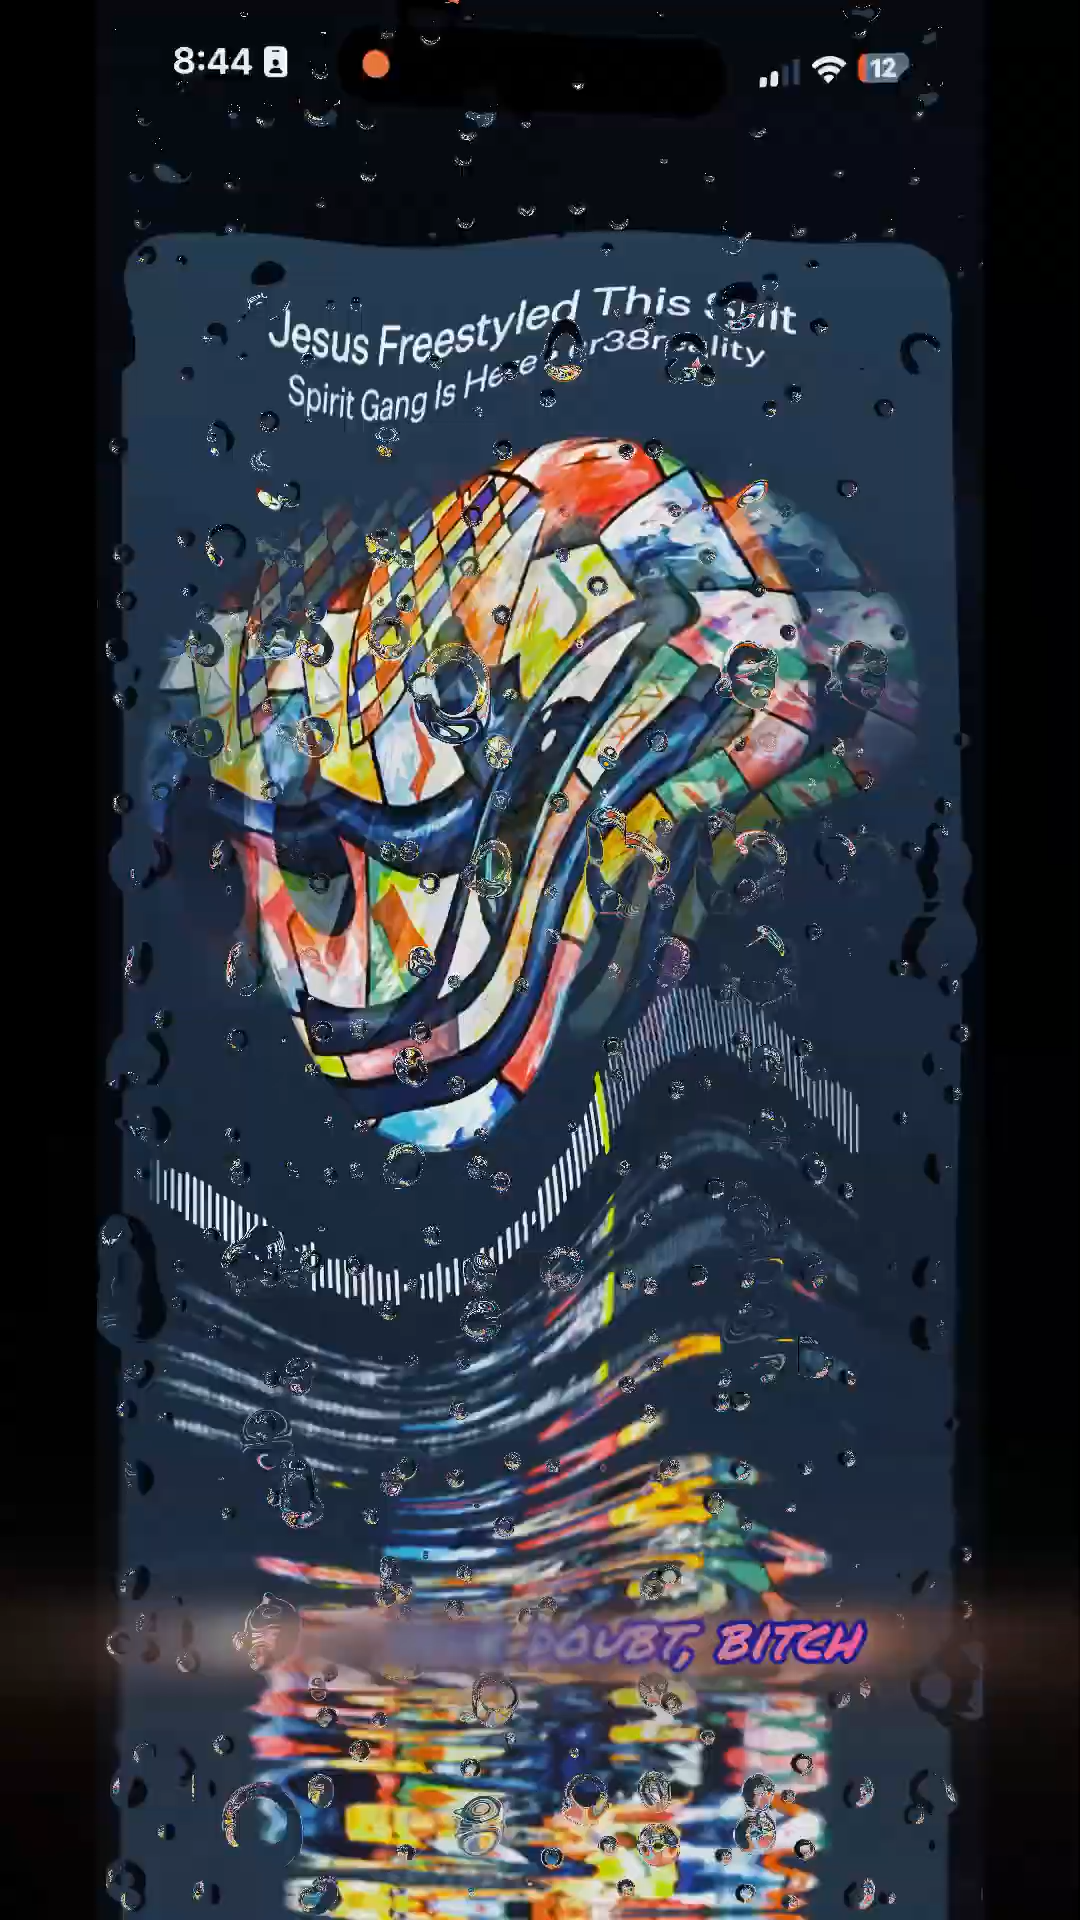 8:44
12
Jesus Freestyled This
Spirit Gang Is Here
DOUBT, BITCH